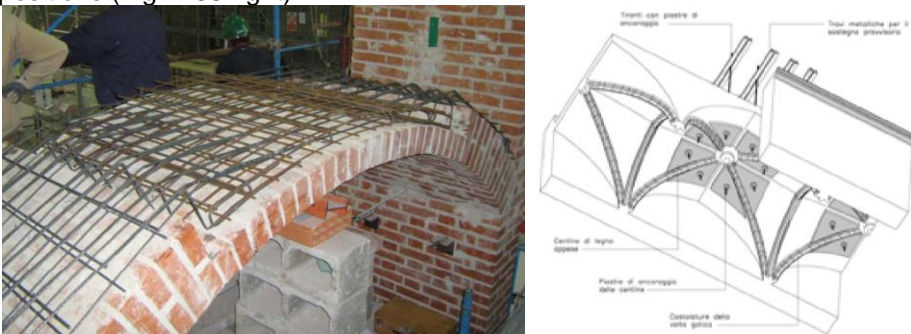 Tiranti con piastre di
ancoraggio
Travi metalliche per il
sostegno provvisorio
Centine di legno
appese
Piastre di ancoraggio
delle centine
Costolature della
volta gotica